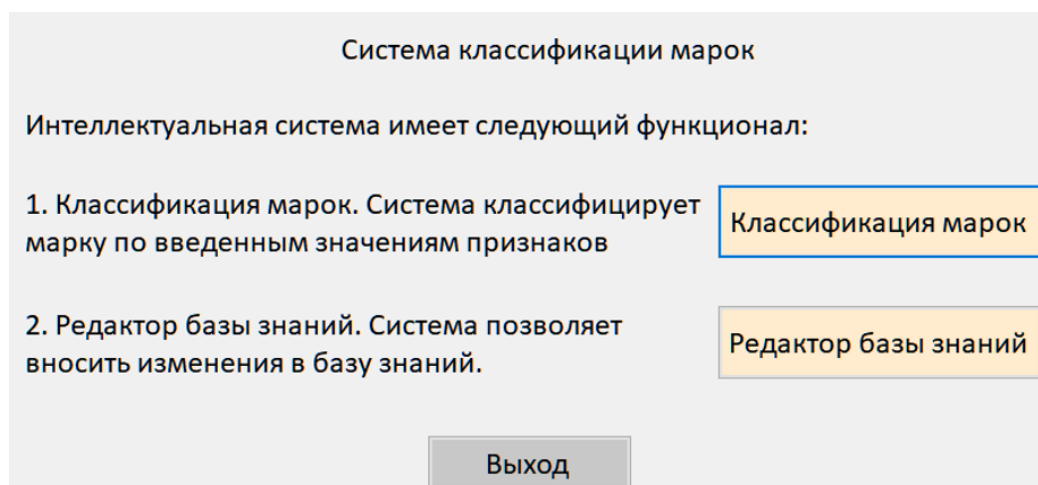 Система классификации марок
Интеллектуальная система имеет следующий функционал:
1. Классификация марок. Система классифицирует
марку по введенным значениям признаков
Классификация марок
2. Редактор базы знаний. Система позволяет
вносить изменения в базу знаний.
Редактор базы знаний
Выход